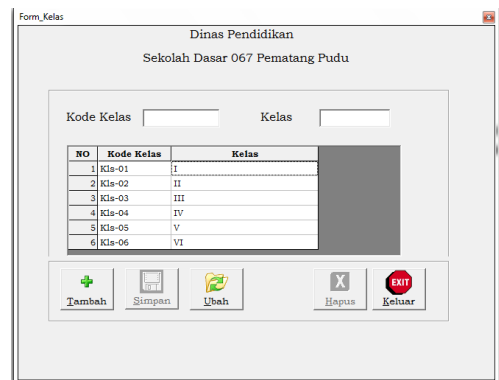 Form_Kelas
Dinas Pendidikan
Sekolah Dasar 067 Pematang Pudu
Kode Kelas Kelas
NO Kode Kelas Kelas
1 Kls-01 I
2 Kls-02 II
3 Kls-03 III
4 Kls-04 IV
5 Kls-05 V
6 Kls-06 VI
EXIT
Tambah Simpan Ubah Hapus Keluar